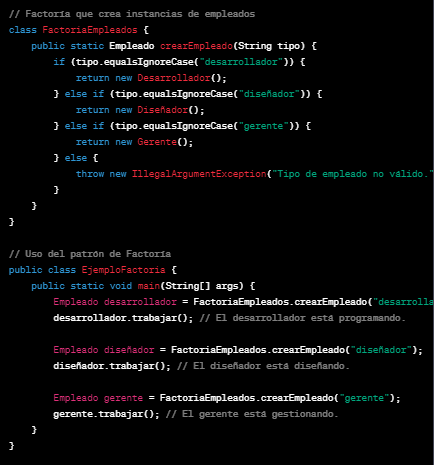 // Factoría que crea instancias de empleados
class FactoriaEmpleados {
    public static Empleado crearEmpleado(String tipo) {
        if (tipo.equalsIgnoreCase("desarrollador")) {
            return new Desarrollador();
        } else if (tipo.equalsIgnoreCase("diseñador")) {
            return new Diseñador();
        } else if (tipo.equalsIgnoreCase("gerente")) {
            return new Gerente();
        } else {
            throw new IllegalArgumentException("Tipo de empleado no válido."
        }
    }
}

// Uso del patrón de Factoría
public class EjemploFactoria {
    public static void main(String[] args) {
        Empleado desarrollador = FactoriaEmpleados.crearEmpleado("desarrolla
        desarrollador.trabajar(); // El desarrollador está programando.

        Empleado diseñador = FactoriaEmpleados.crearEmpleado("diseñador");
        diseñador.trabajar(); // El diseñador está diseñando.

        Empleado gerente = FactoriaEmpleados.crearEmpleado("gerente");
        gerente.trabajar(); // El gerente está gestionando.
    }
}